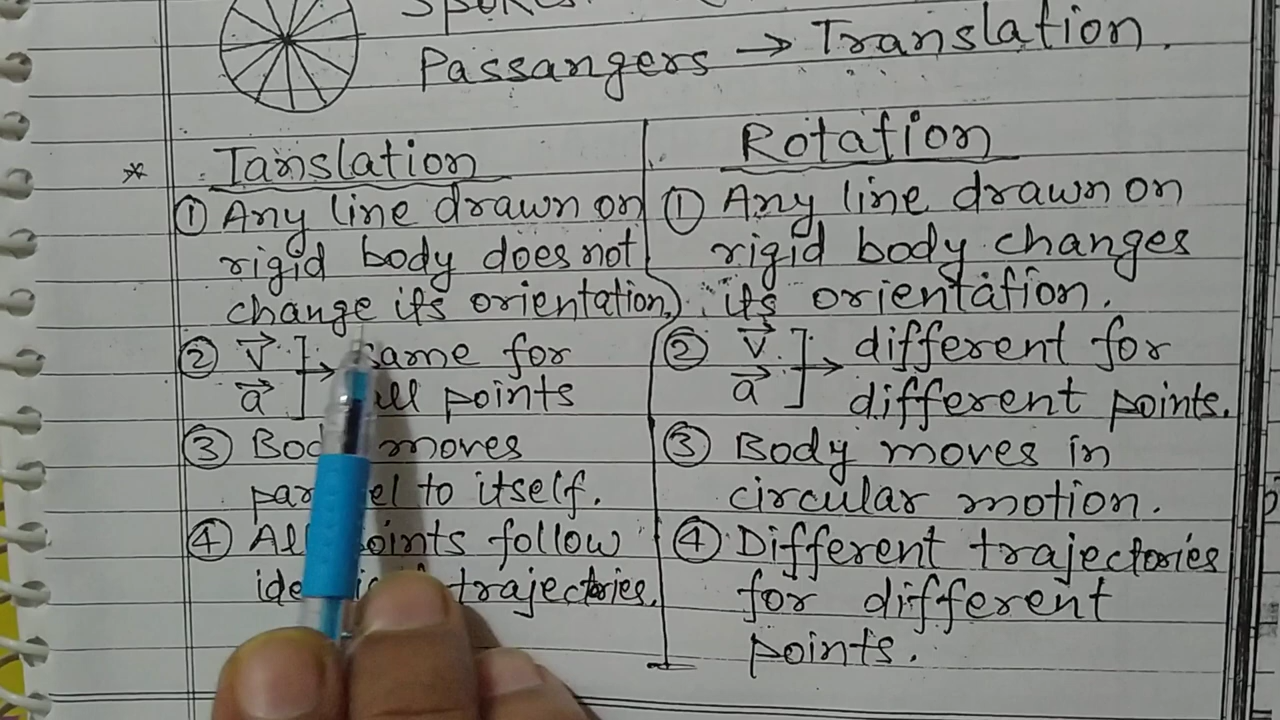 Passangers → Translation.
* Tanslation
① Any line drawn on
rigid body does not
change its orientation.
② v⃗ ] → same for
a⃗ ] all points
③ Body moves
parallel to itself.
④ All points follow
identical trajectories.
Rotation
① Any line drawn on
rigid body changes
its orientation.
② v⃗ ] → different for
a⃗ ] different points.
③ Body moves in
circular motion.
④ Different trajectories
for different
points.